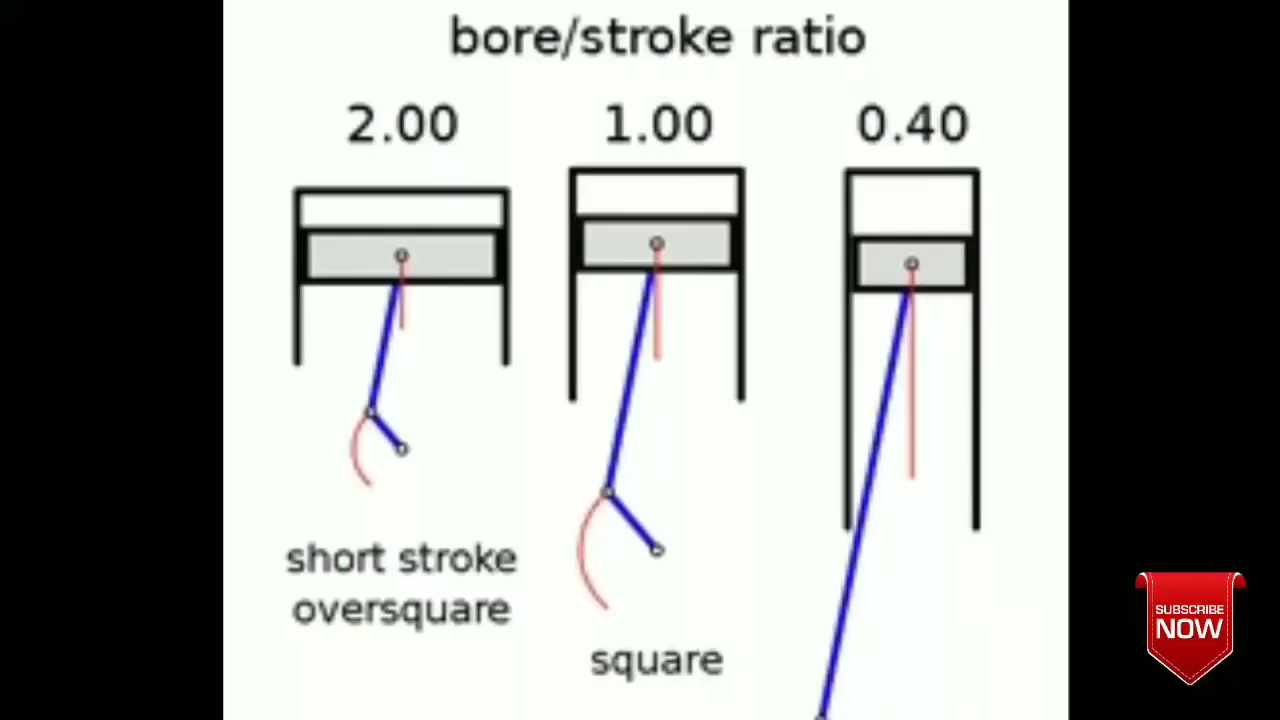 bore/stroke ratio
2.00 1.00 0.40
short stroke
oversquare
square
SUBSCRIBE
NOW